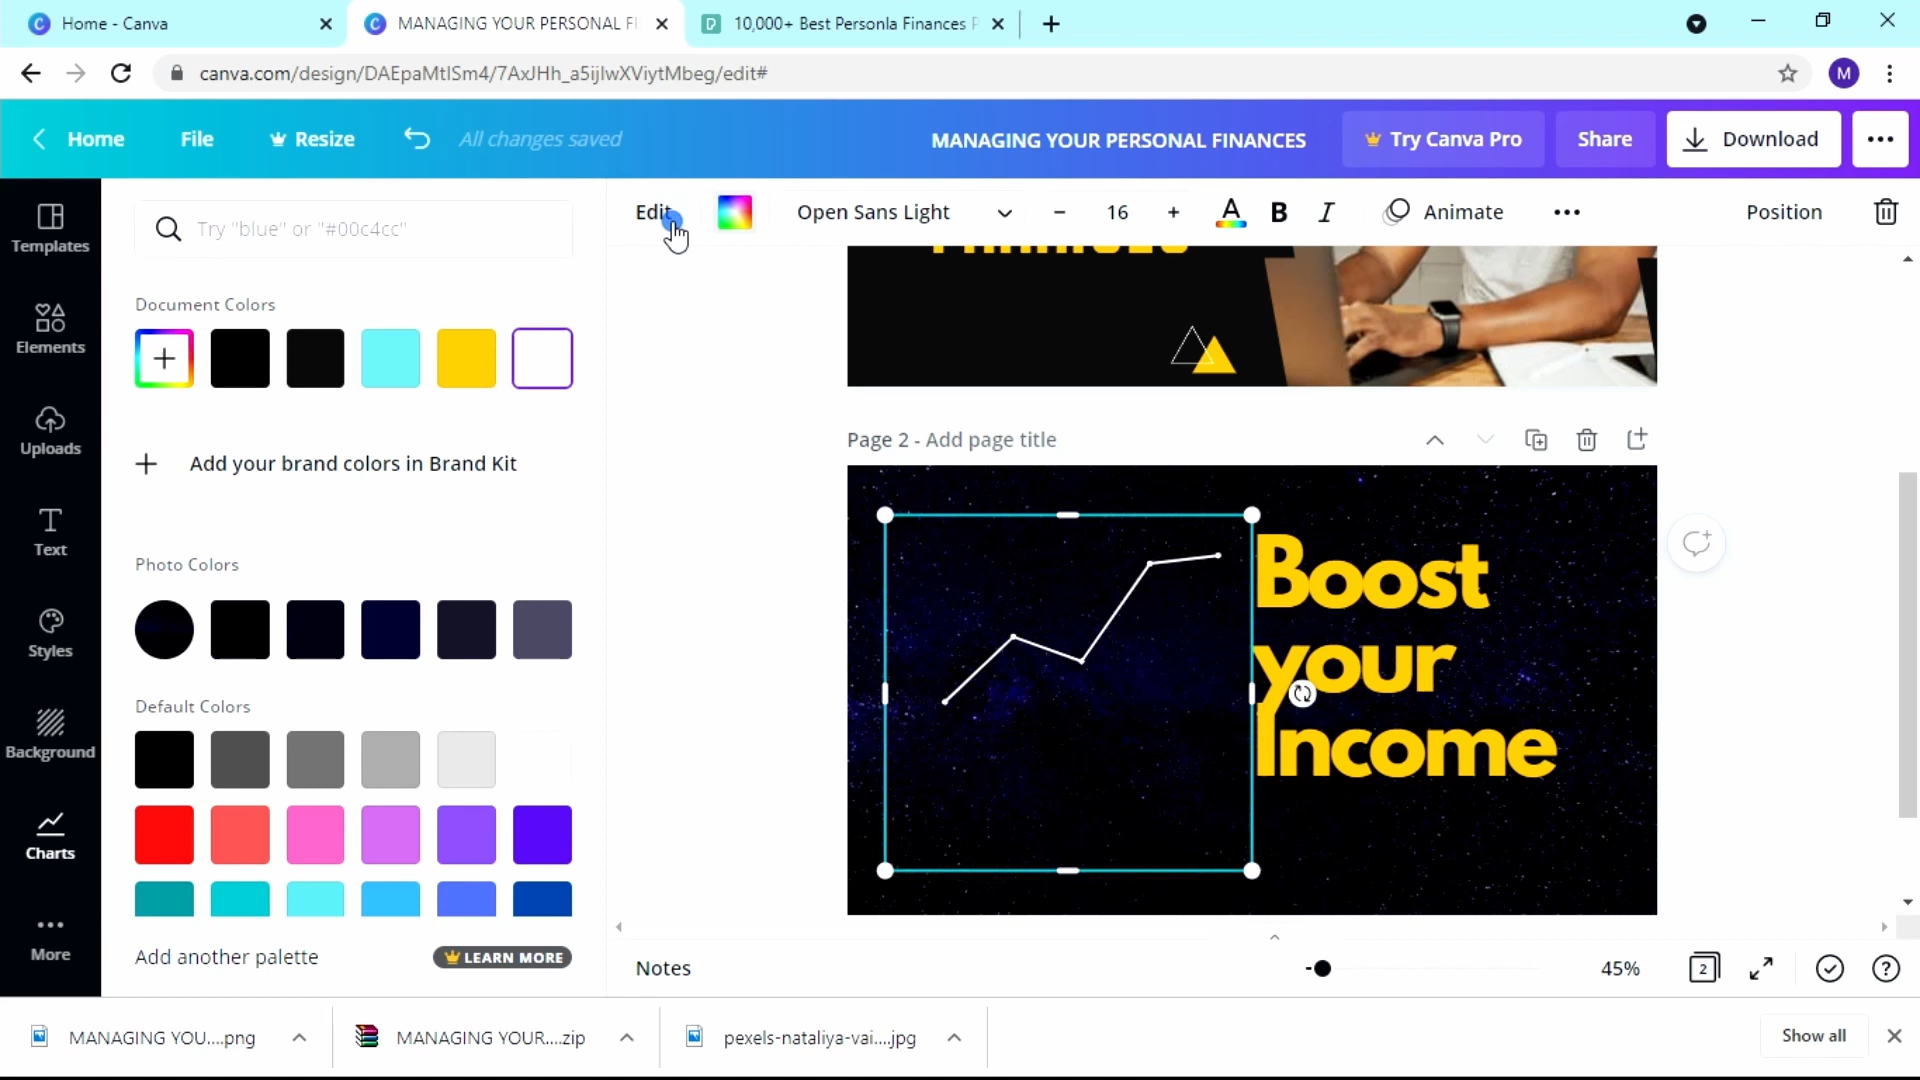 Home - Canva
MANAGING YOUR PERSONAL FI
10,000+ Best Personla Finances P
canva.com/design/DAEpaMtlSm4/7AxJHh_a5ijlwXViytMbeg/edit#
M
Home
File
Resize
All changes saved
MANAGING YOUR PERSONAL FINANCES
Try Canva Pro
Share
Download
Templates
Elements
Uploads
Text
Styles
Background
Charts
More
Try "blue" or "#00c4cc"
Document Colors
Add your brand colors in Brand Kit
Photo Colors
Default Colors
Add another palette
LEARN MORE
Edit
Open Sans Light
16
A
B
I
Animate
Position
Page 2 - Add page title
Boost
your
Income
Notes
45%
2
MANAGING YOU....png
MANAGING YOUR....zip
pexels-nataliya-vai....jpg
Show all